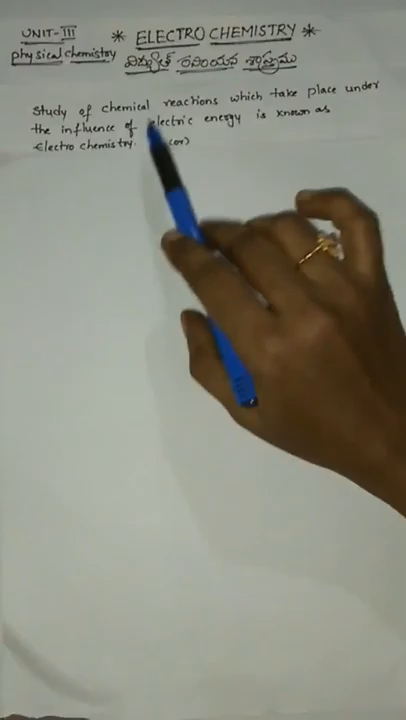 UNIT-III
* ELECTRO CHEMISTRY *
physical chemistry
విద్యుత్ రసాయన శాస్త్రము
Study of chemical reactions which take place under
the influence of electric energy is known as
Electro chemistry. (or)